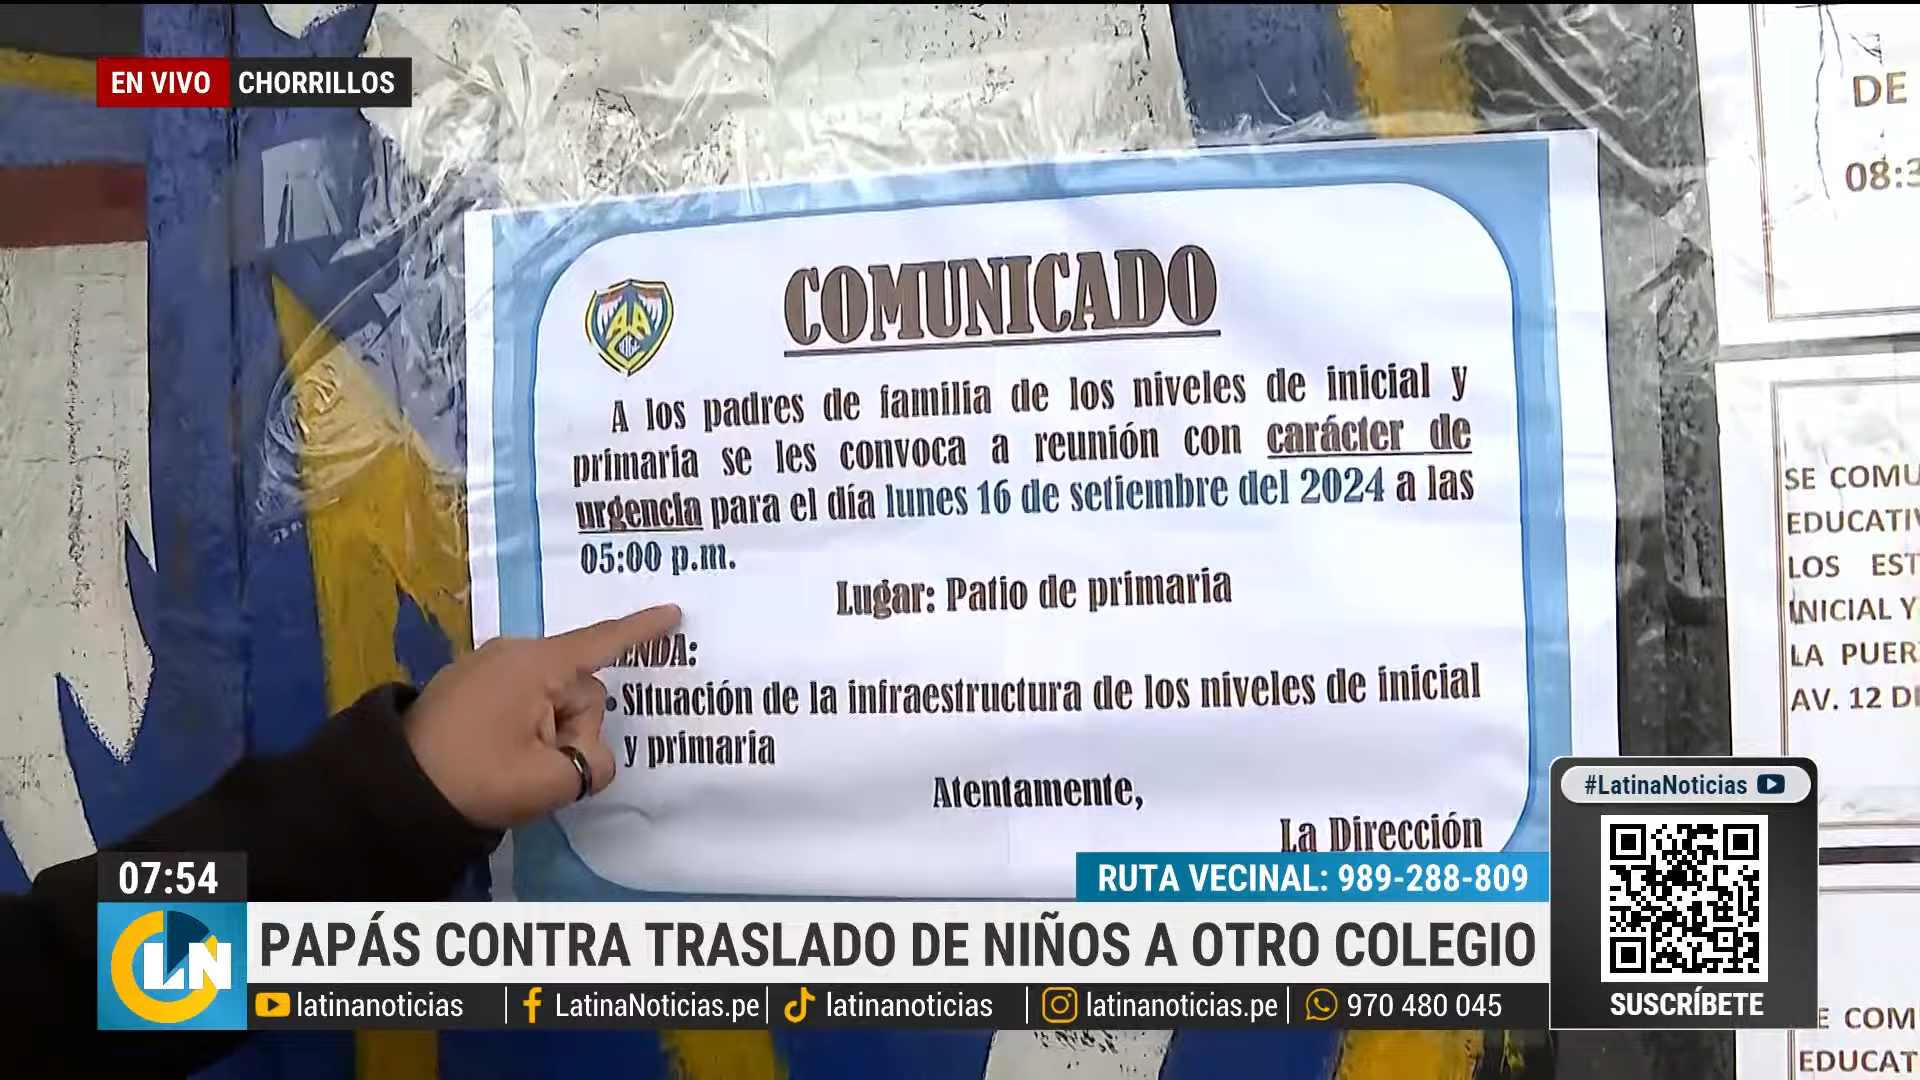 EN VIVO CHORRILLOS
COMUNICADO
A los padres de familia de los niveles de inicial y
primaria se les convoca a reunión con carácter de
urgencia para el día lunes 16 de setiembre del 2024 a las
05:00 p.m.
Lugar: Patio de primaria
ENDA:
• Situación de la infraestructura de los niveles de inicial
y primaria
Atentamente,
La Dirección
DE
08:3
SE COMU
EDUCATIV
LOS EST
INICIAL Y
LA PUER
AV. 12 DE
E COM
EDUCAT
#LatinaNoticias
SUSCRÍBETE
07:54
RUTA VECINAL: 989-288-809
LN
PAPÁS CONTRA TRASLADO DE NIÑOS A OTRO COLEGIO
latinanoticias | LatinaNoticias.pe | latinanoticias | latinanoticias.pe | 970 480 045